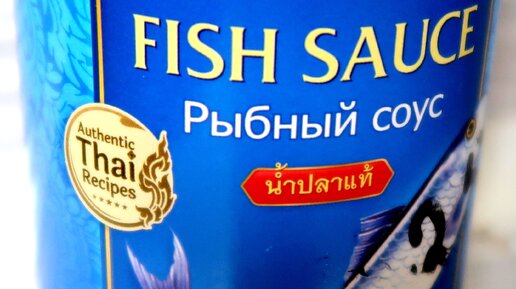 FISH SAUCE
Рыбный соус
น้ำปลาแท้
Authentic
Thai
Recipes